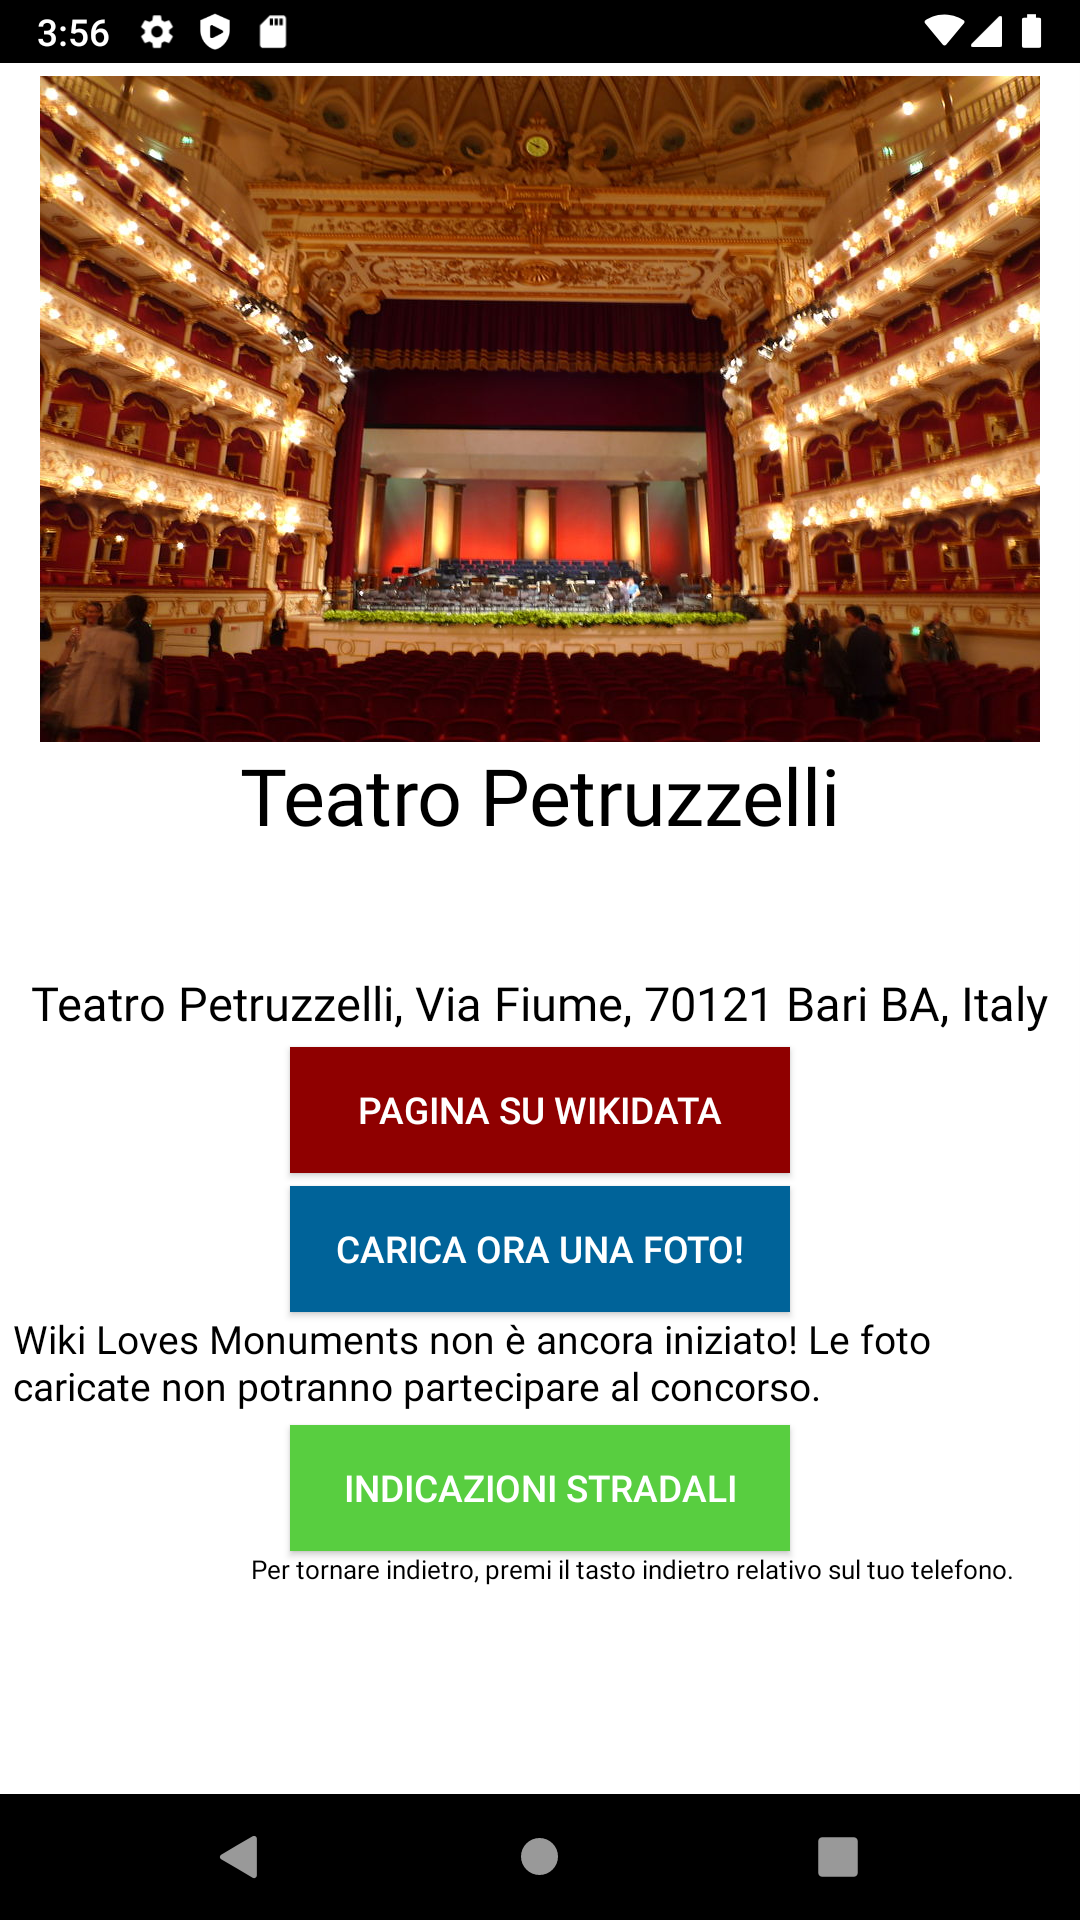 3:56
Teatro Petruzzelli
Teatro Petruzzelli, Via Fiume, 70121 Bari BA, Italy
PAGINA SU WIKIDATA
CARICA ORA UNA FOTO!
Wiki Loves Monuments non è ancora iniziato! Le foto
caricate non potranno partecipare al concorso.
INDICAZIONI STRADALI
Per tornare indietro, premi il tasto indietro relativo sul tuo telefono.